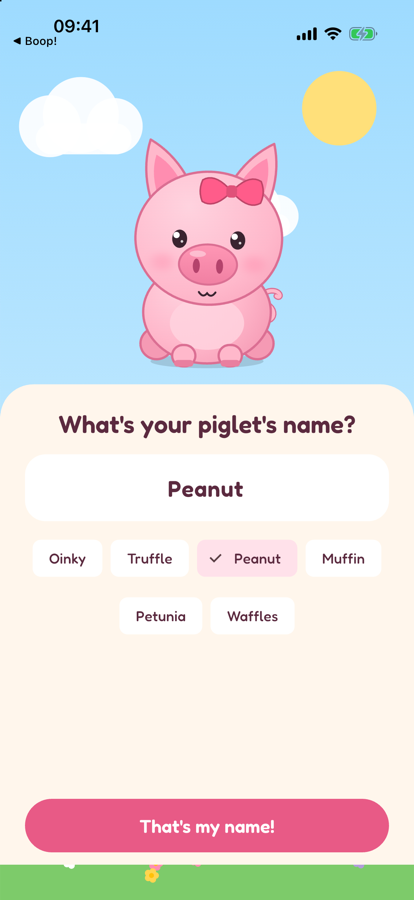 09:41
◀ Boop!
What's your piglet's name?
Peanut
Oinky
Truffle
✓ Peanut
Muffin
Petunia
Waffles
That's my name!